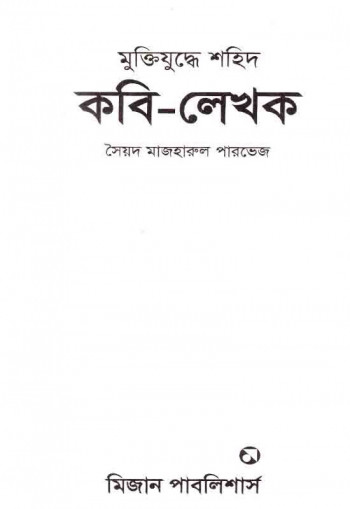 মুক্তিযুদ্ধে শহিদ
কবি-লেখক
সৈয়দ মাজহারুল পারভেজ
মিজান পাবলিশার্স